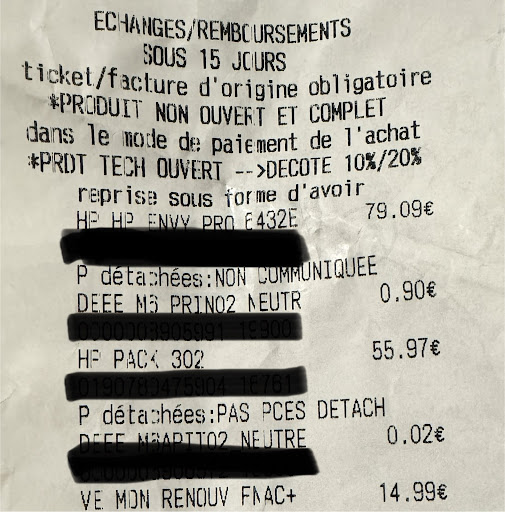 ECHANGES/REMBOURSEMENTS
SOUS 15 JOURS
ticket/facture d'origine obligatoire
*PRODUIT NON OUVERT ET COMPLET
dans le mode de paiement de l'achat
*PRDT TECH OUVERT -->DECOTE 10%/20%
reprise sous forme d'avoir
HP HP ENVY PRO 6432E 79.09€
P détachées:NON COMMUNIQUEE
DEEE M3 PRIN02 NEUTR 0.90€
HP PACK 302 55.97€
P détachées:PAS PCES DETACH
DEEE NEUTRE 0.02€
VE MON RENOUV FNAC+ 14.99€